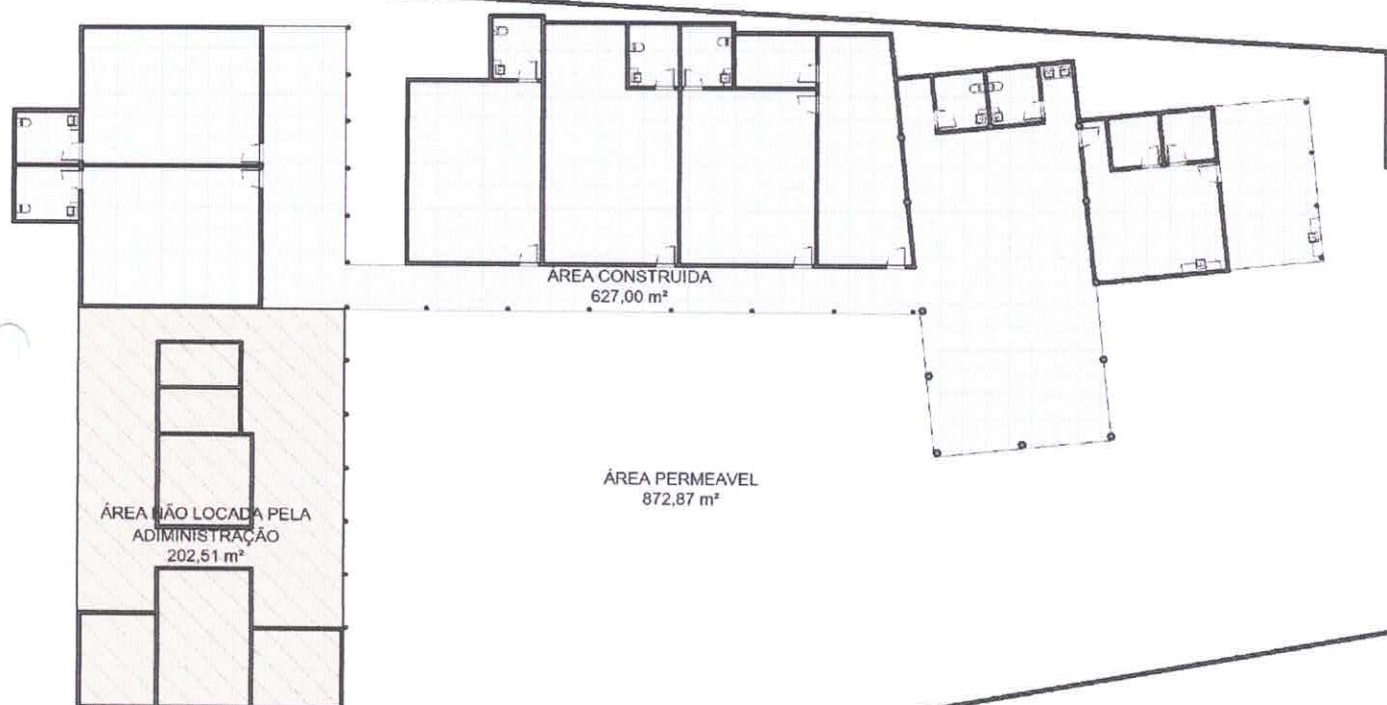 ÁREA CONSTRUIDA
627,00 m²
ÁREA PERMEAVEL
872,87 m²
ÁREA NÃO LOCADA PELA
ADIMINISTRAÇÃO
202,51 m²